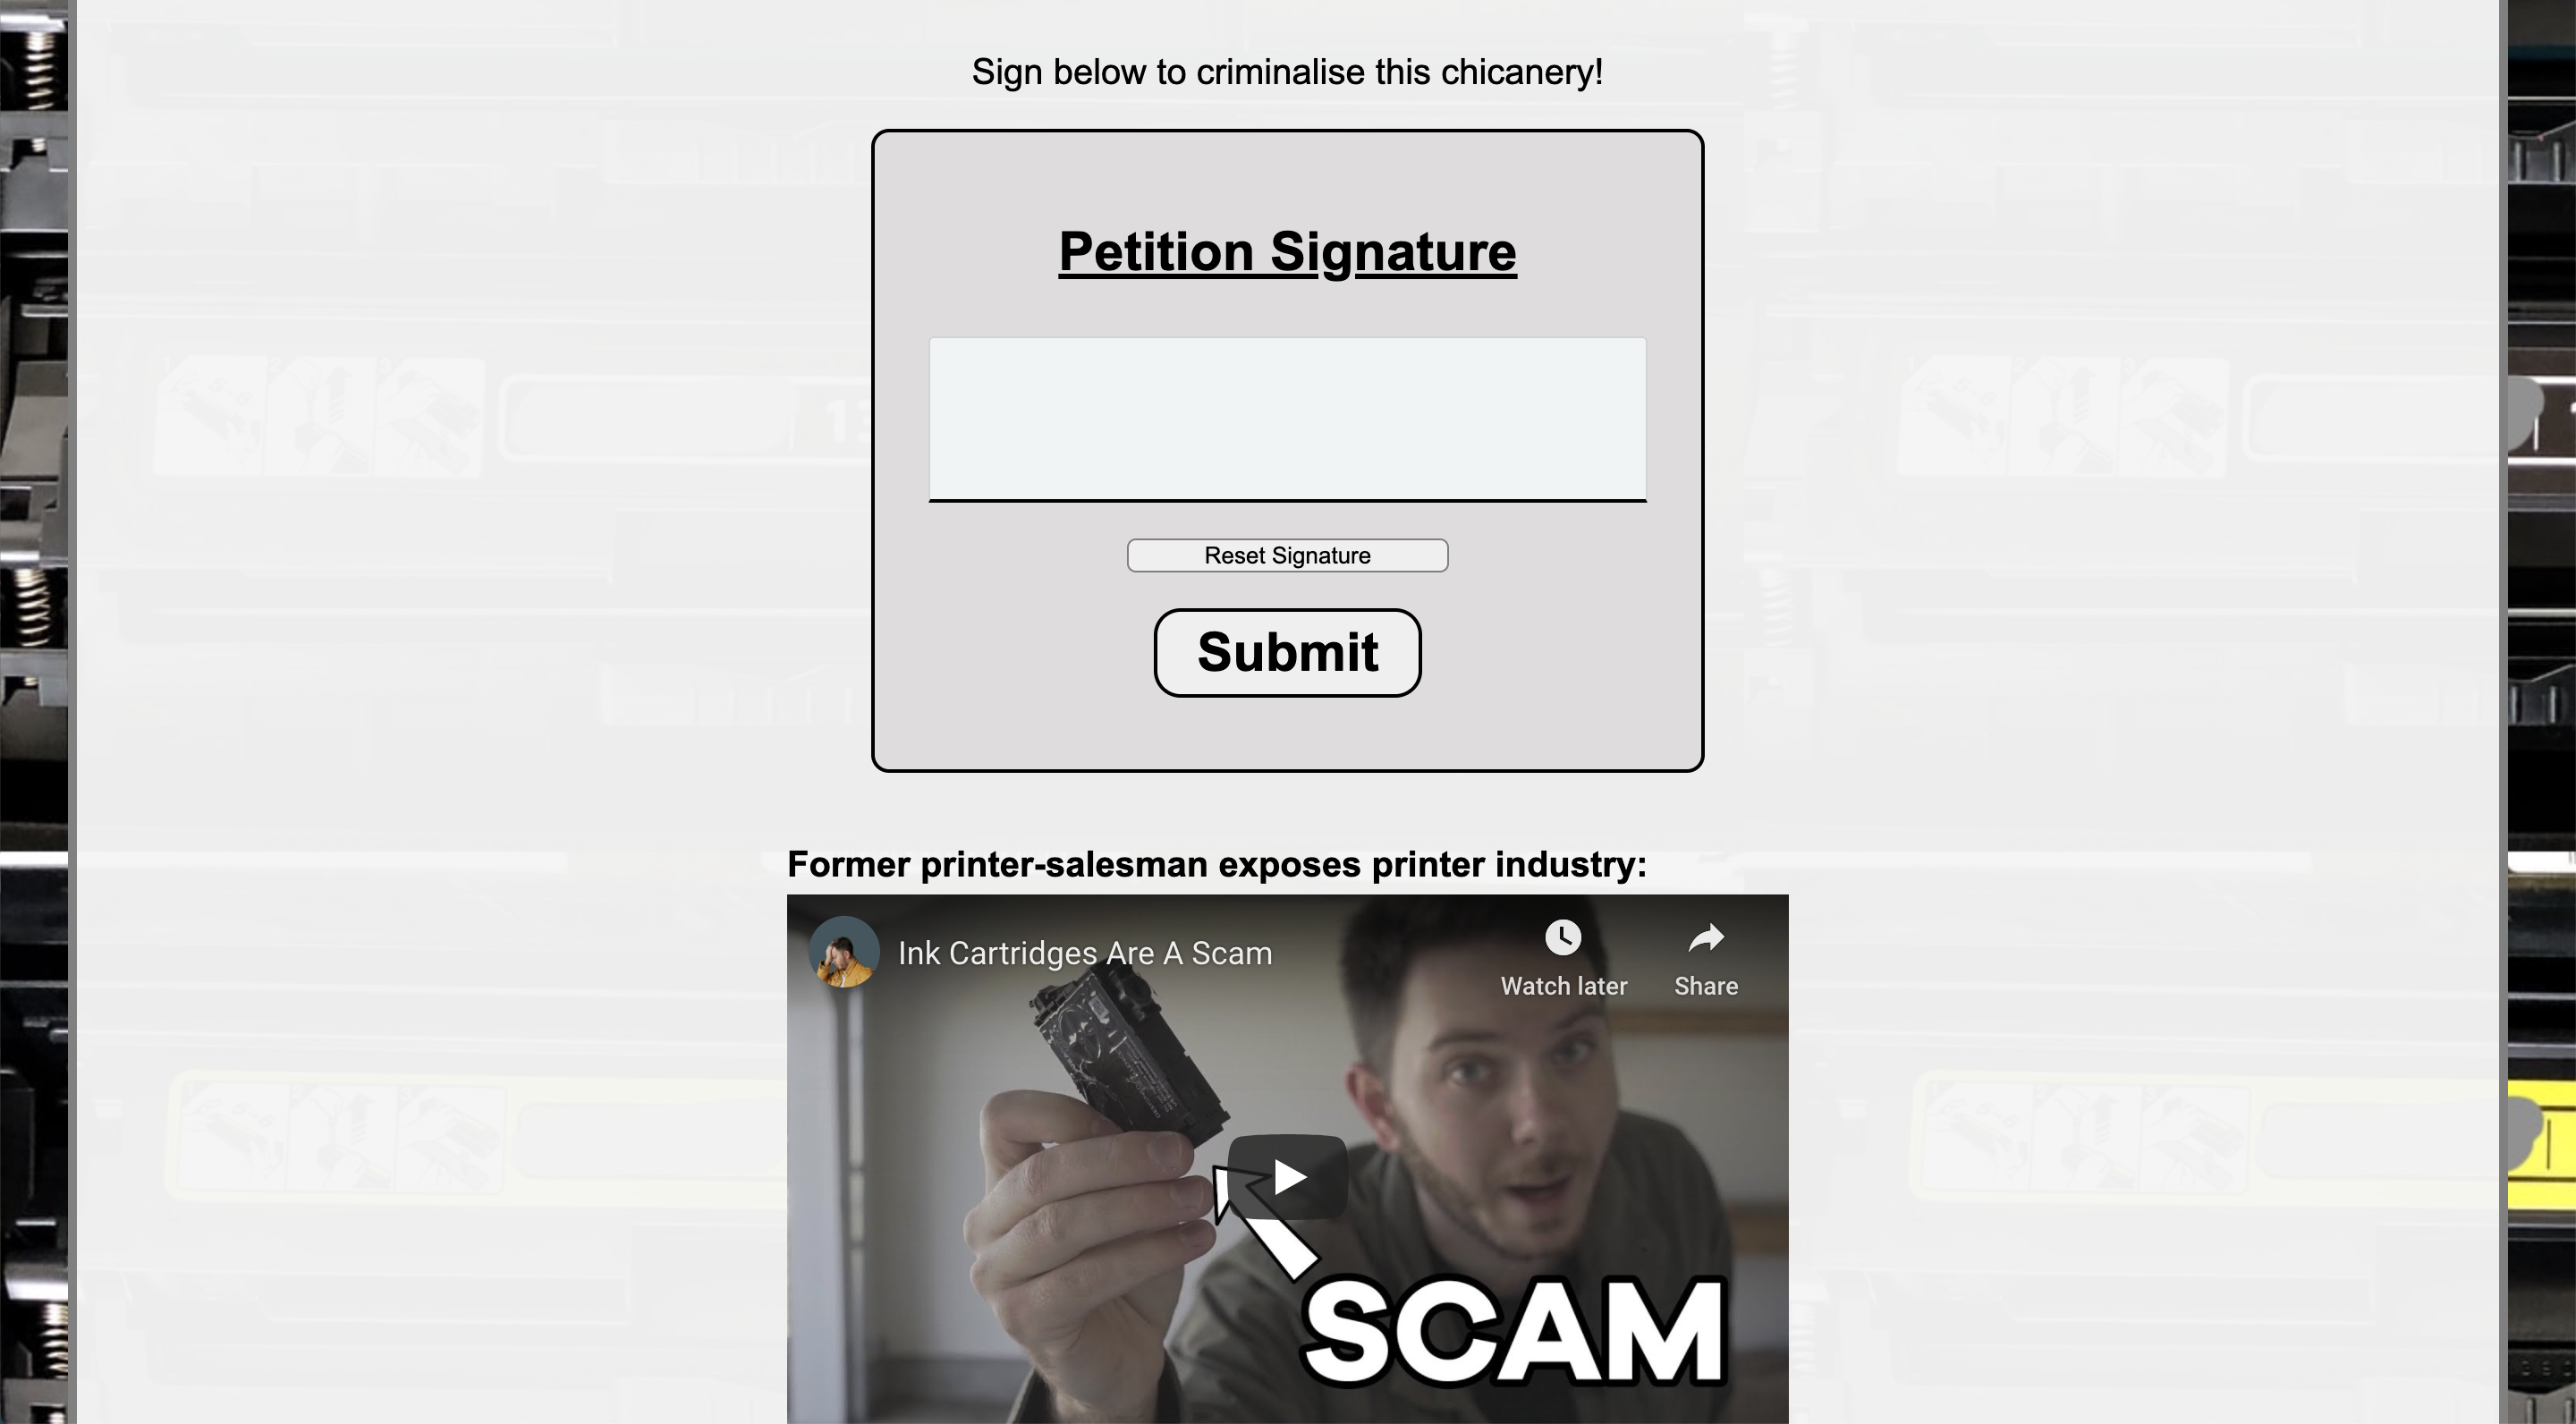 Sign below to criminalise this chicanery!
Petition Signature
Reset Signature
Submit
Former printer-salesman exposes printer industry:
Ink Cartridges Are A Scam
Watch later
Share
SCAM